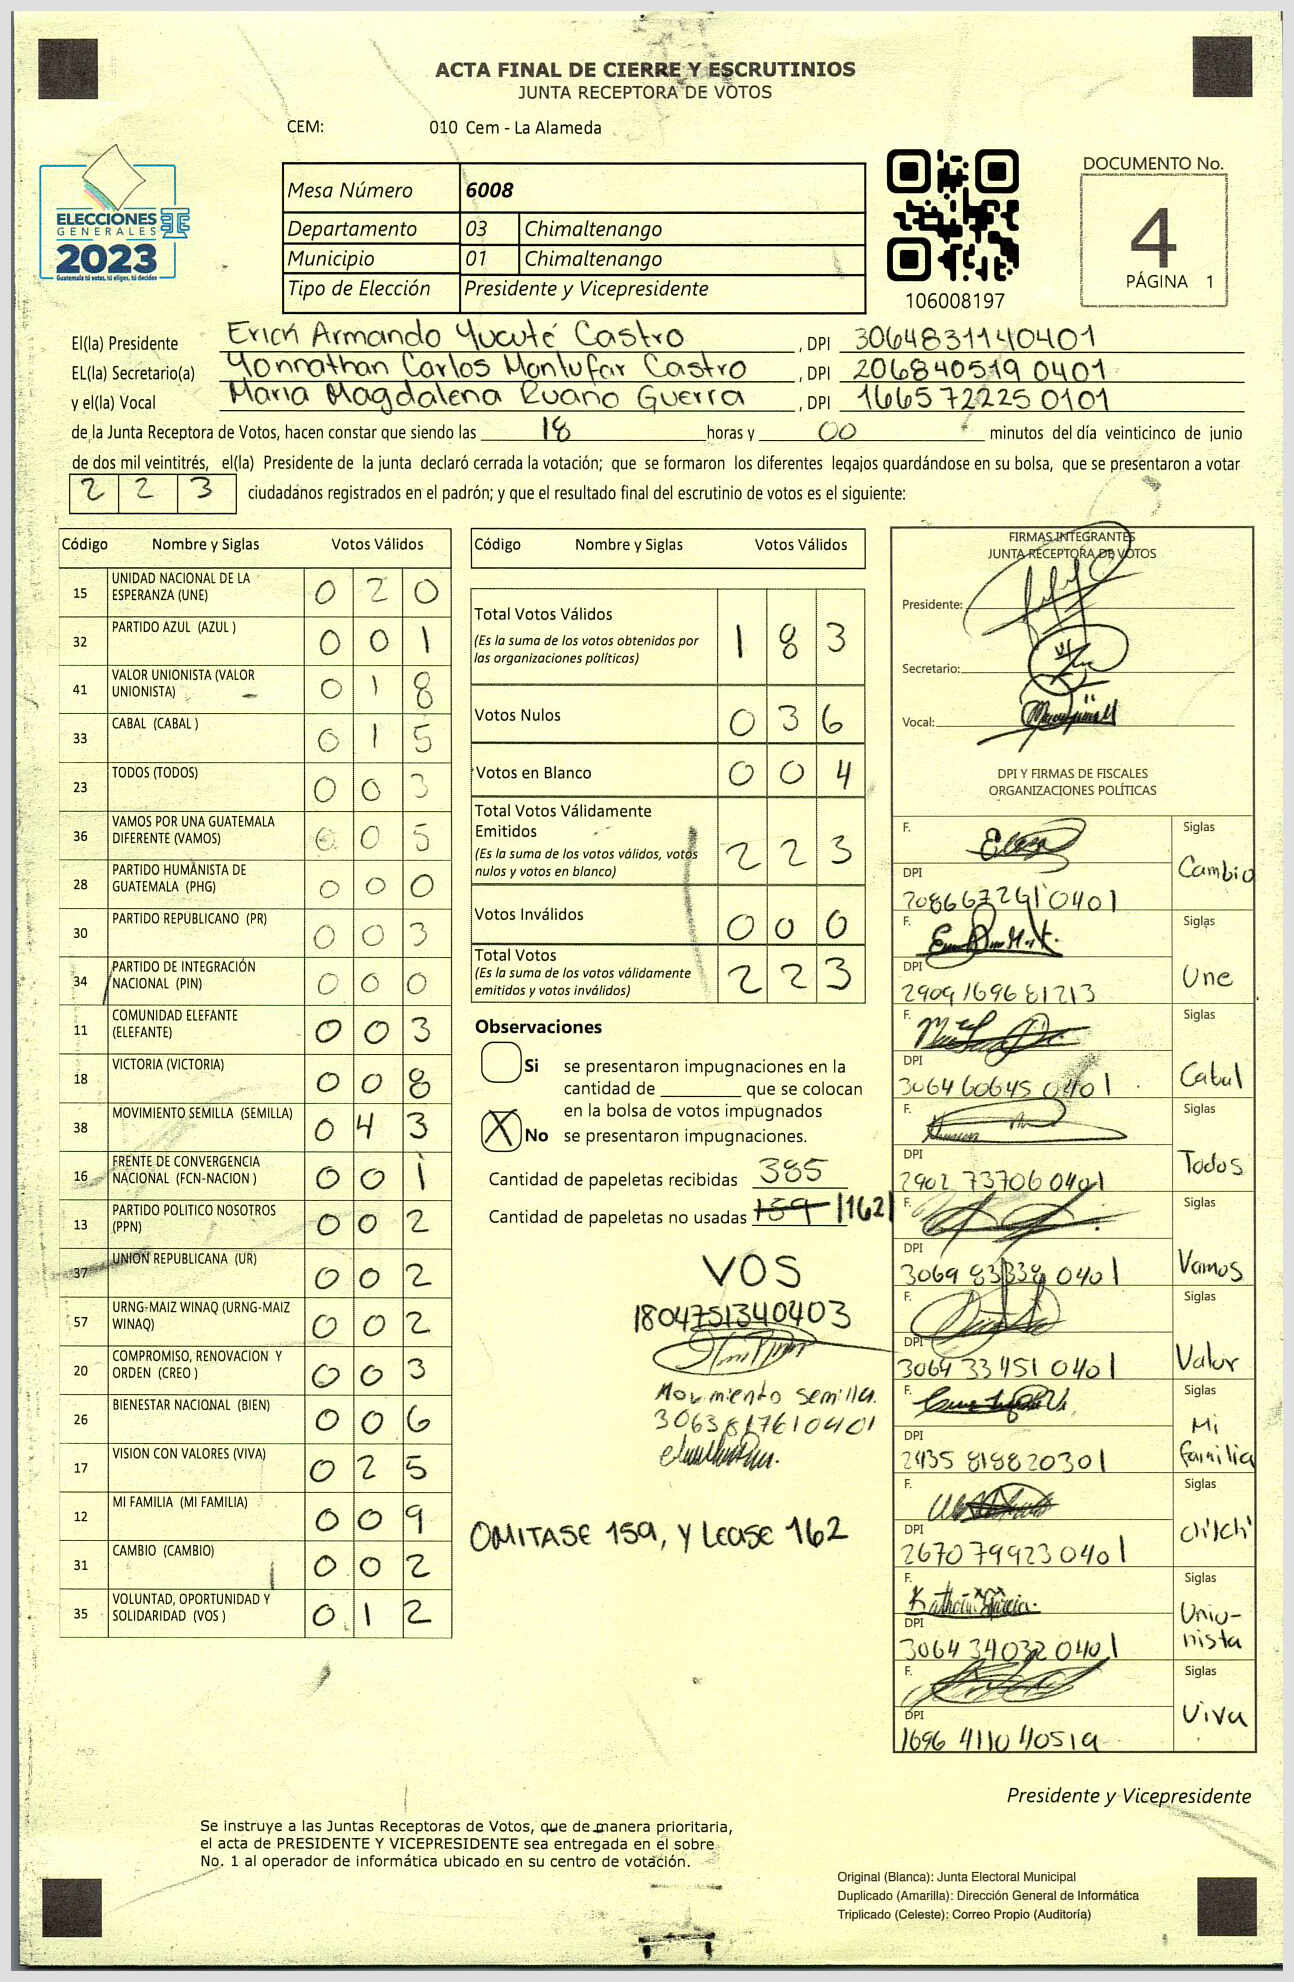 ACTA FINAL DE CIERRE Y ESCRUTINIOS
JUNTA RECEPTORA DE VOTOS
CEM: 010 Cem - La Alameda
ELECCIONES
GENERALES
2023
Guatemala tú votas, tú eliges, tú decides
Mesa Número 6008
Departamento 03 Chimaltenango
Municipio 01 Chimaltenango
Tipo de Elección Presidente y Vicepresidente
106008197
DOCUMENTO No.
4
PÁGINA 1
El(la) Presidente Erick Armando Yucuté Castro, DPI 3064831140401
EL(la) Secretario(a) Yonnathan Carlos Monlufar Castro, DPI 2068405190401
y el(la) Vocal Maria Magdalena Ruano Guerra, DPI 1665722250101
de la Junta Receptora de Votos, hacen constar que siendo las 18 horas y 00 minutos del día veinticinco de junio
de dos mil veintitrés, el(la) Presidente de la junta declaró cerrada la votación; que se formaron los diferentes legajos guardándose en su bolsa, que se presentaron a votar
2 2 3 ciudadanos registrados en el padrón; y que el resultado final del escrutinio de votos es el siguiente:
Código Nombre y Siglas Votos Válidos
15 UNIDAD NACIONAL DE LA ESPERANZA (UNE) 0 2 0
32 PARTIDO AZUL (AZUL ) 0 0 1
41 VALOR UNIONISTA (VALOR UNIONISTA) 0 1 8
33 CABAL (CABAL ) 0 1 5
23 TODOS (TODOS) 0 0 3
36 VAMOS POR UNA GUATEMALA DIFERENTE (VAMOS) 0 0 5
28 PARTIDO HUMANISTA DE GUATEMALA (PHG) 0 0 0
30 PARTIDO REPUBLICANO (PR) 0 0 3
34 PARTIDO DE INTEGRACIÓN NACIONAL (PIN) 0 0 0
11 COMUNIDAD ELEFANTE (ELEFANTE) 0 0 3
18 VICTORIA (VICTORIA) 0 0 8
38 MOVIMIENTO SEMILLA (SEMILLA) 0 4 3
16 FRENTE DE CONVERGENCIA NACIONAL (FCN-NACION ) 0 0 1
13 PARTIDO POLITICO NOSOTROS (PPN) 0 0 2
37 UNION REPUBLICANA (UR) 0 0 2
57 URNG-MAIZ WINAQ (URNG-MAIZ WINAQ) 0 0 2
20 COMPROMISO, RENOVACION Y ORDEN (CREO ) 0 0 3
26 BIENESTAR NACIONAL (BIEN) 0 0 6
17 VISION CON VALORES (VIVA) 0 2 5
12 MI FAMILIA (MI FAMILIA) 0 0 9
31 CAMBIO (CAMBIO) 0 0 2
35 VOLUNTAD, OPORTUNIDAD Y SOLIDARIDAD (VOS ) 0 1 2
Código Nombre y Siglas Votos Válidos
Total Votos Válidos
(Es la suma de los votos obtenidos por las organizaciones políticas) 1 8 3
Votos Nulos 0 3 6
Votos en Blanco 0 0 4
Total Votos Válidamente Emitidos
(Es la suma de los votos válidos, votos nulos y votos en blanco) 2 2 3
Votos Inválidos 0 0 0
Total Votos
(Es la suma de los votos válidamente emitidos y votos inválidos) 2 2 3
Observaciones
Si se presentaron impugnaciones en la
cantidad de ________ que se colocan
en la bolsa de votos impugnados
X No se presentaron impugnaciones.
Cantidad de papeletas recibidas 385
Cantidad de papeletas no usadas 159 162
VOS
1804751340403
Movimiento semilla.
3063817610401
OMITASE 159, Y LEASE 162
FIRMAS INTEGRANTES
JUNTA RECEPTORA DE VOTOS
Presidente:
Secretario:
Vocal:
DPI Y FIRMAS DE FISCALES
ORGANIZACIONES POLÍTICAS
F. Siglas
DPI 2086672610401 Cambio
F. Siglas
DPI 2909169681213 Une
F. Siglas
DPI 3064606450401 Cabal
F. Siglas
DPI 2902737060401 Todos
F. Siglas
DPI 3069833380401 Vamos
F. Siglas
DPI 3064334510401 Valor
F. Siglas
DPI 2435818820301 Mi familia
F. Siglas
DPI 2670799230401
F. Katherin García Siglas
DPI 3064340320401 Unionista
F. Siglas
DPI 1696411040519 Viva
Presidente y Vicepresidente
Se instruye a las Juntas Receptoras de Votos, que de manera prioritaria,
el acta de PRESIDENTE Y VICEPRESIDENTE sea entregada en el sobre
No. 1 al operador de informática ubicado en su centro de votación.
Original (Blanca): Junta Electoral Municipal
Duplicado (Amarilla): Dirección General de Informática
Triplicado (Celeste): Correo Propio (Auditoría)